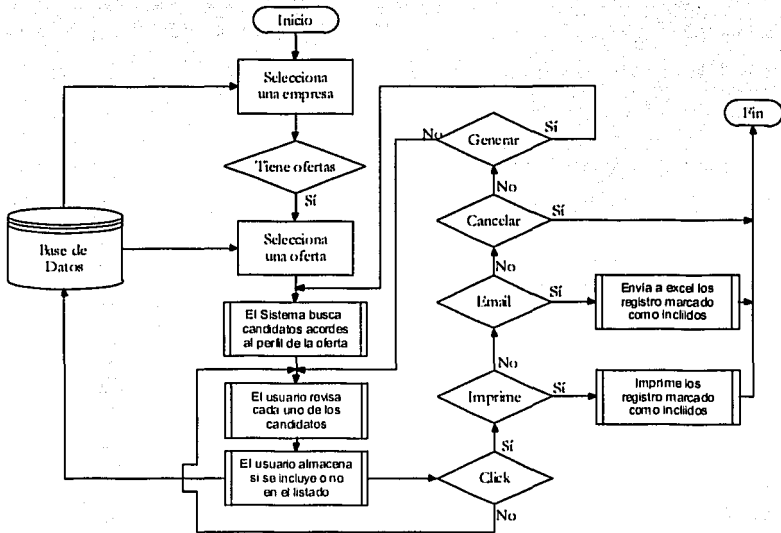 Inicio
Selecciona
una empresa
Tiene ofertas
Sí
Selecciona
una oferta
Base de
Datos
El Sistema busca
candidatos acordes
al perfil de la oferta
El usuario revisa
cada uno de los
candidatos
El usuario almacena
si se incluye o no
en el listado
Click
No
Sí
Imprime
Sí
No
Imprime los
registro marcado
como incliidos
Email
Sí
No
Envia a excel los
registro marcado
como incliidos
Cancelar
Sí
No
Generar
Sí
No
Fin